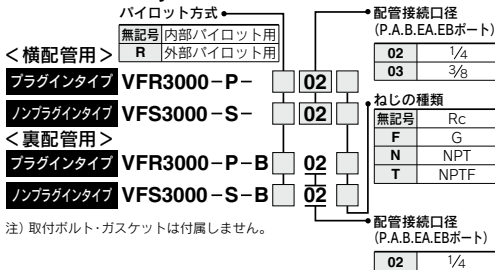 パイロット方式
無記号 内部パイロット用
R 外部パイロット用
配管接続口径
(P.A.B.EA.EBポート)
02 1/4
03 3/8
＜横配管用＞
プラグインタイプ VFR3000-P- 02
ノンプラグインタイプ VFS3000-S- 02
ねじの種類
無記号 Rc
F G
N NPT
T NPTF
＜裏配管用＞
プラグインタイプ VFR3000-P-B 02
ノンプラグインタイプ VFS3000-S-B 02
注）取付ボルト・ガスケットは付属しません。
配管接続口径
(P.A.B.EA.EBポート)
02 1/4